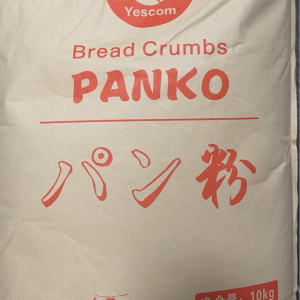 Yescom
Bread Crumbs
PANKO
パン粉
10kg